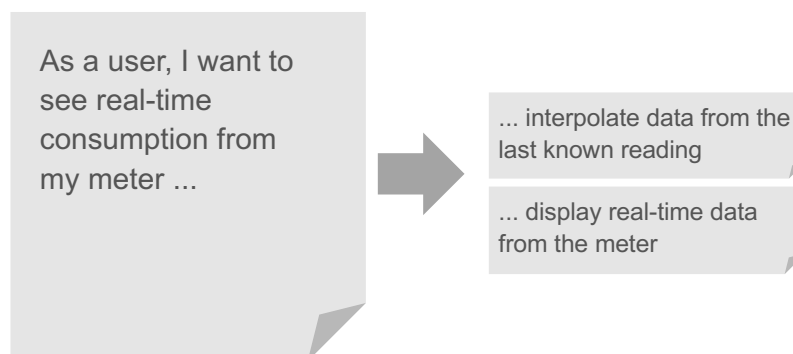 As a user, I want to
see real-time
consumption from
my meter ...
... interpolate data from the
last known reading
... display real-time data
from the meter